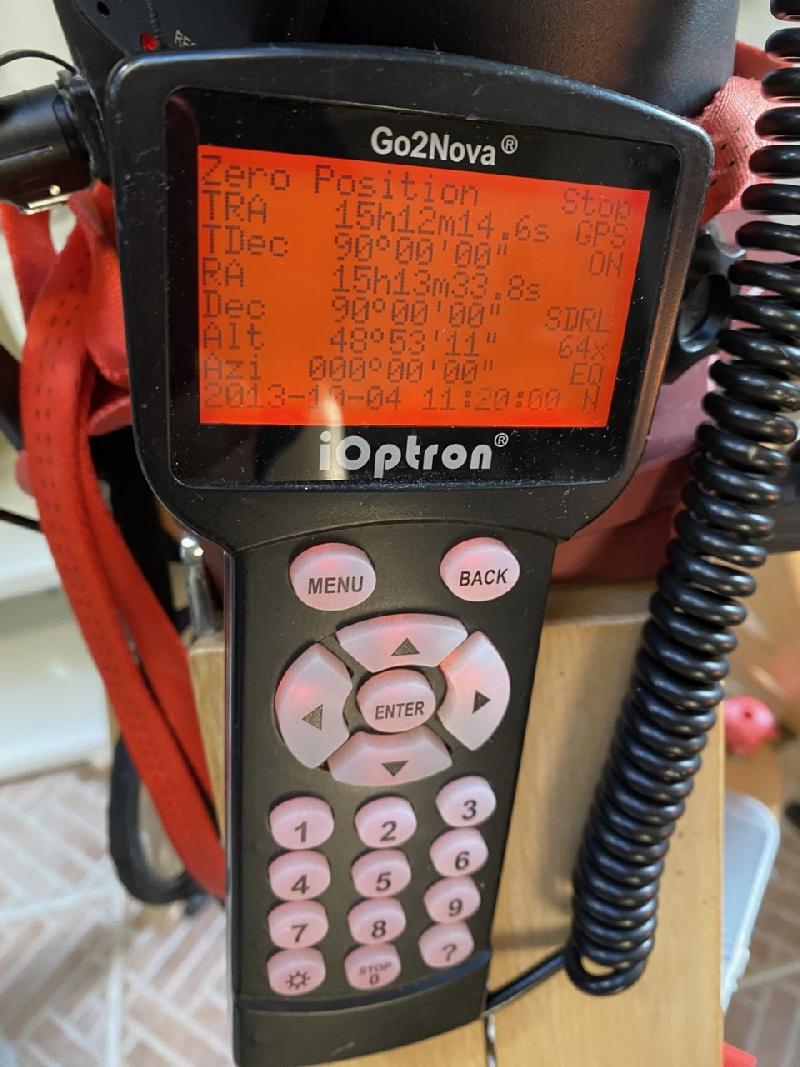 Go2Nova®
Zero Position Stop
TRA 15h12m14.6s GPS
TDec 90°00'00" ON
RA 15h13m33.8s
Dec 90°00'00" SDRL
Alt 48°53'11" 64x
Azi 000°00'00" EQ
2013-10-04 11:20:00 N
iOptron®
MENU BACK
ENTER
1 2 3
4 5 6
7 8 9
STOP
0 ?